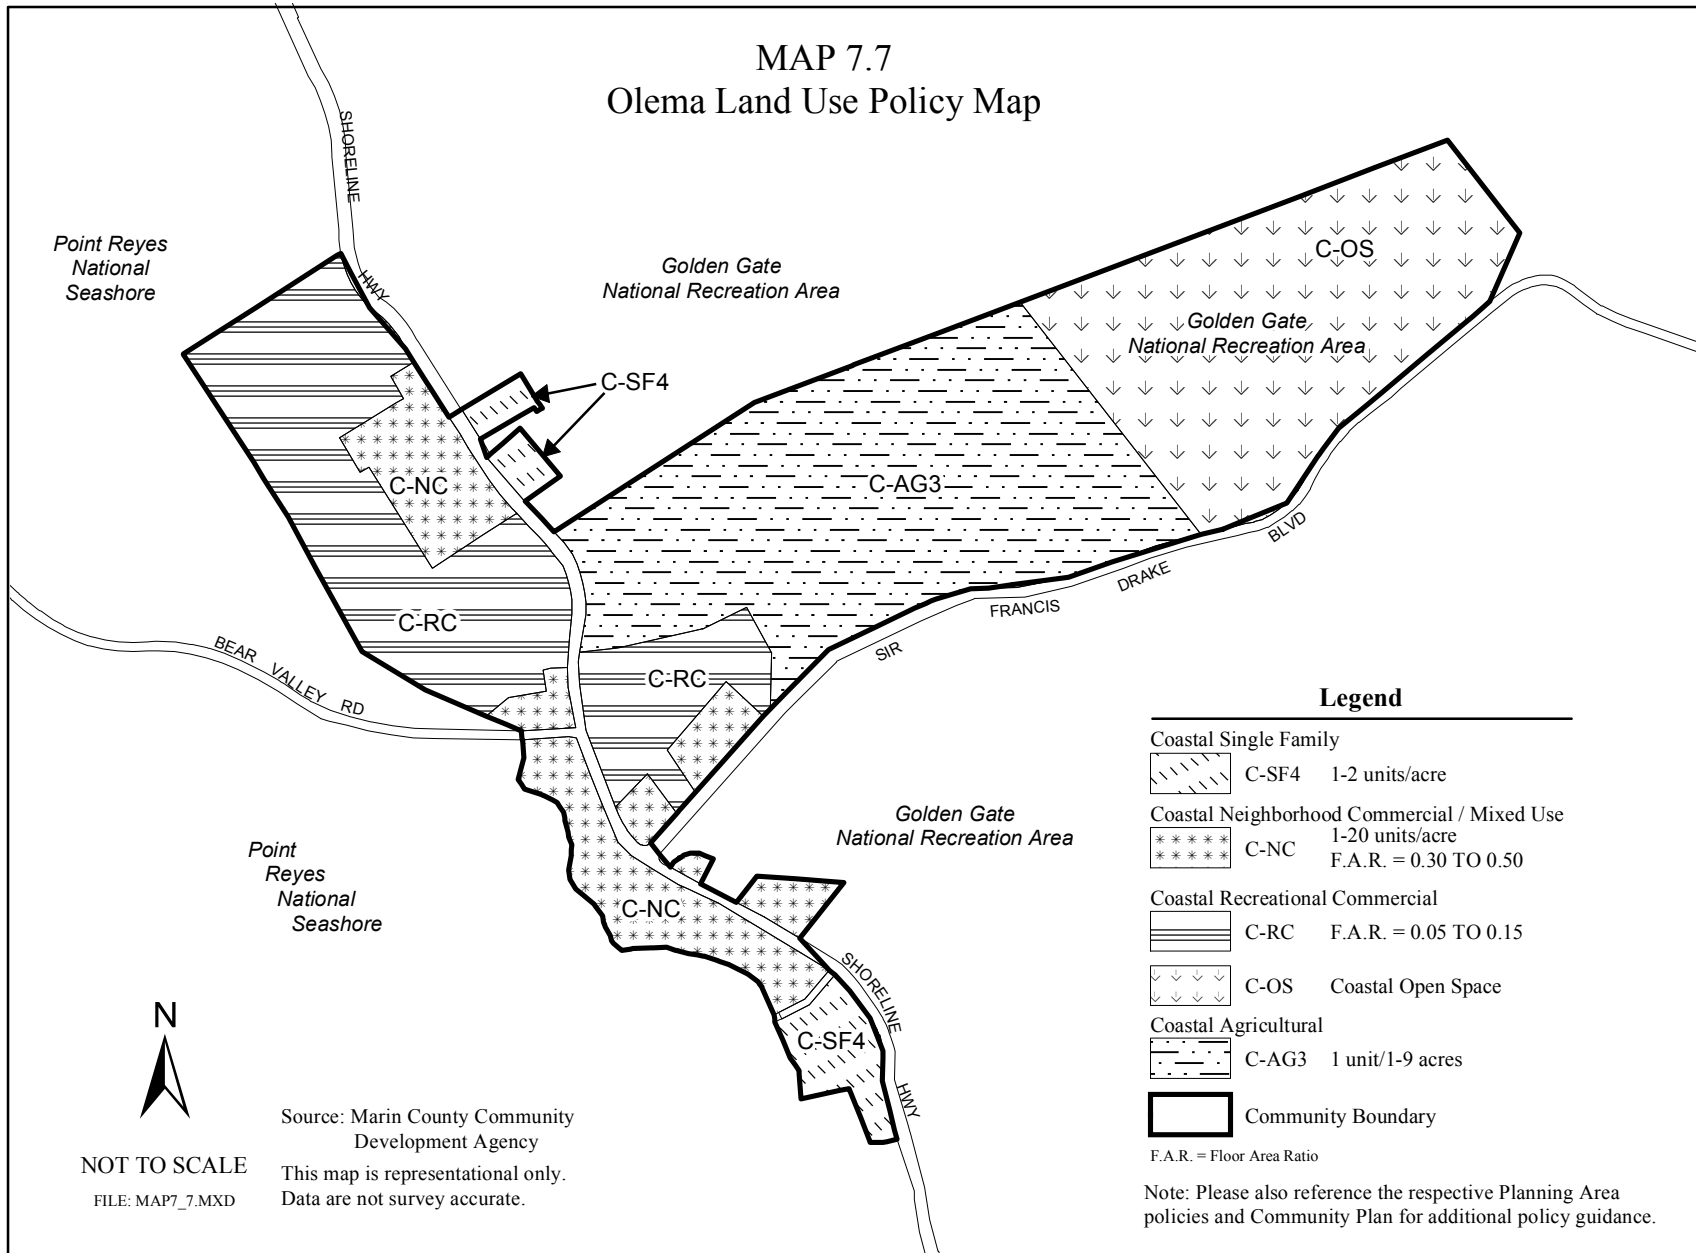 MAP 7.7
Olema Land Use Policy Map
SHORELINE
HWY
Point Reyes
National
Seashore
Golden Gate
National Recreation Area
C-OS
Golden Gate
National Recreation Area
C-SF4
C-NC
C-AG3
C-RC
C-RC
BEAR VALLEY RD
SIR
FRANCIS
DRAKE
BLVD
Golden Gate
National Recreation Area
Point
Reyes
National
Seashore
C-NC
SHORELINE
HWY
C-SF4
Legend
Coastal Single Family
C-SF4 1-2 units/acre
Coastal Neighborhood Commercial / Mixed Use
1-20 units/acre
C-NC F.A.R. = 0.30 TO 0.50
Coastal Recreational Commercial
C-RC F.A.R. = 0.05 TO 0.15
C-OS Coastal Open Space
Coastal Agricultural
C-AG3 1 unit/1-9 acres
Community Boundary
F.A.R. = Floor Area Ratio
Note: Please also reference the respective Planning Area
policies and Community Plan for additional policy guidance.
N
NOT TO SCALE
FILE: MAP7_7.MXD
Source: Marin County Community
Development Agency
This map is representational only.
Data are not survey accurate.